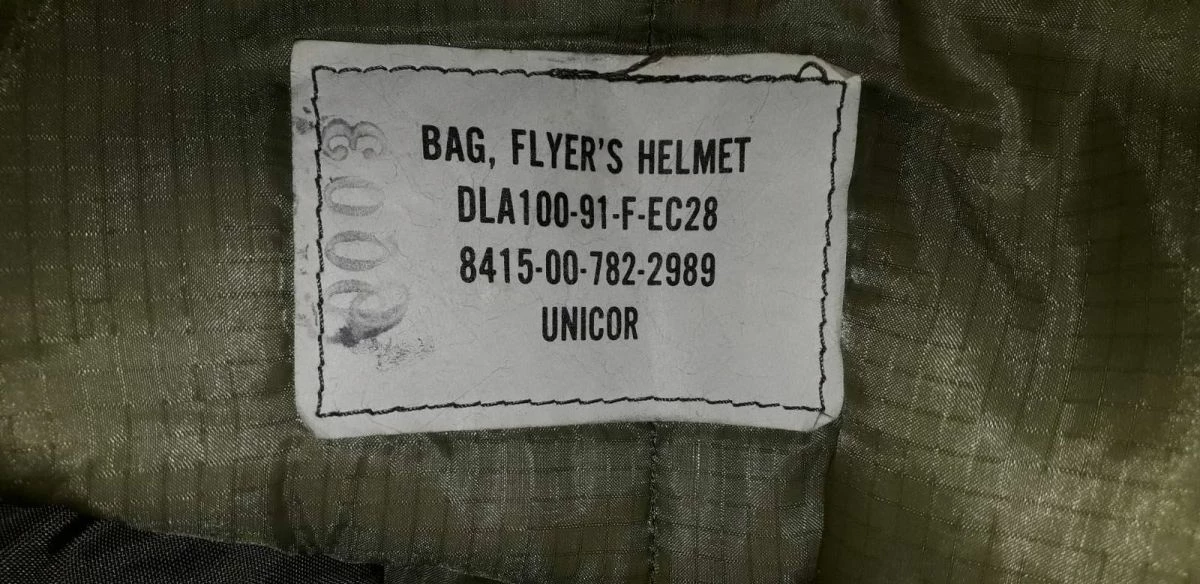 BAG, FLYER'S HELMET
DLA100-91-F-EC28
8415-00-782-2989
UNICOR